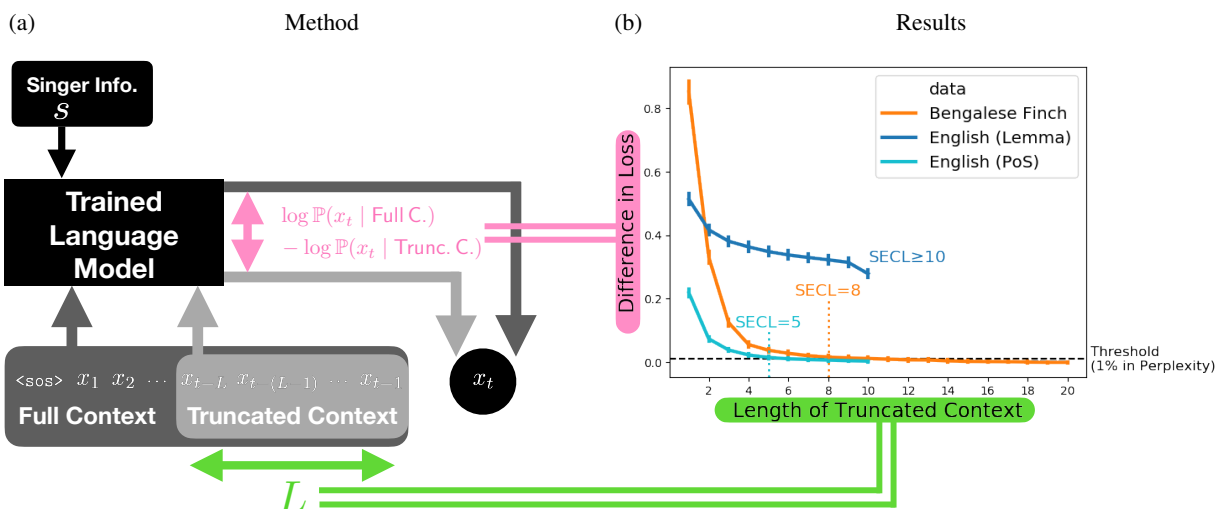 (a) Method
Singer Info.
s
Trained
Language
Model
log ℙ(x_t | Full C.)
− log ℙ(x_t | Trunc. C.)
<sos> x_1 x_2 ⋯ x_{t−L} x_{t−(L−1)} ⋯ x_{t−1}
Full Context Truncated Context
x_t
L
(b) Results
data
Bengalese Finch
English (Lemma)
English (PoS)
Difference in Loss
0.8
0.6
0.4
0.2
0.0
SECL≥10
SECL=8
SECL=5
Threshold
(1% in Perplexity)
2 4 6 8 10 12 14 16 18 20
Length of Truncated Context